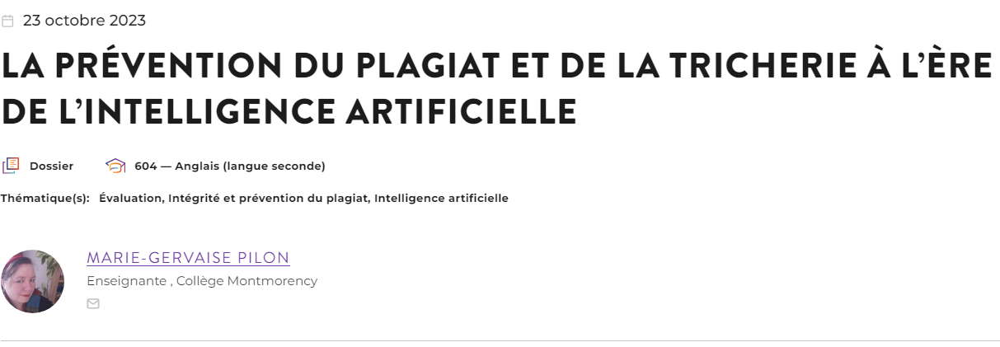 23 octobre 2023
LA PRÉVENTION DU PLAGIAT ET DE LA TRICHERIE À L’ÈRE
DE L’INTELLIGENCE ARTIFICIELLE
Dossier 604 — Anglais (langue seconde)
Thématique(s): Évaluation, Intégrité et prévention du plagiat, Intelligence artificielle
MARIE-GERVAISE PILON
Enseignante , Collège Montmorency